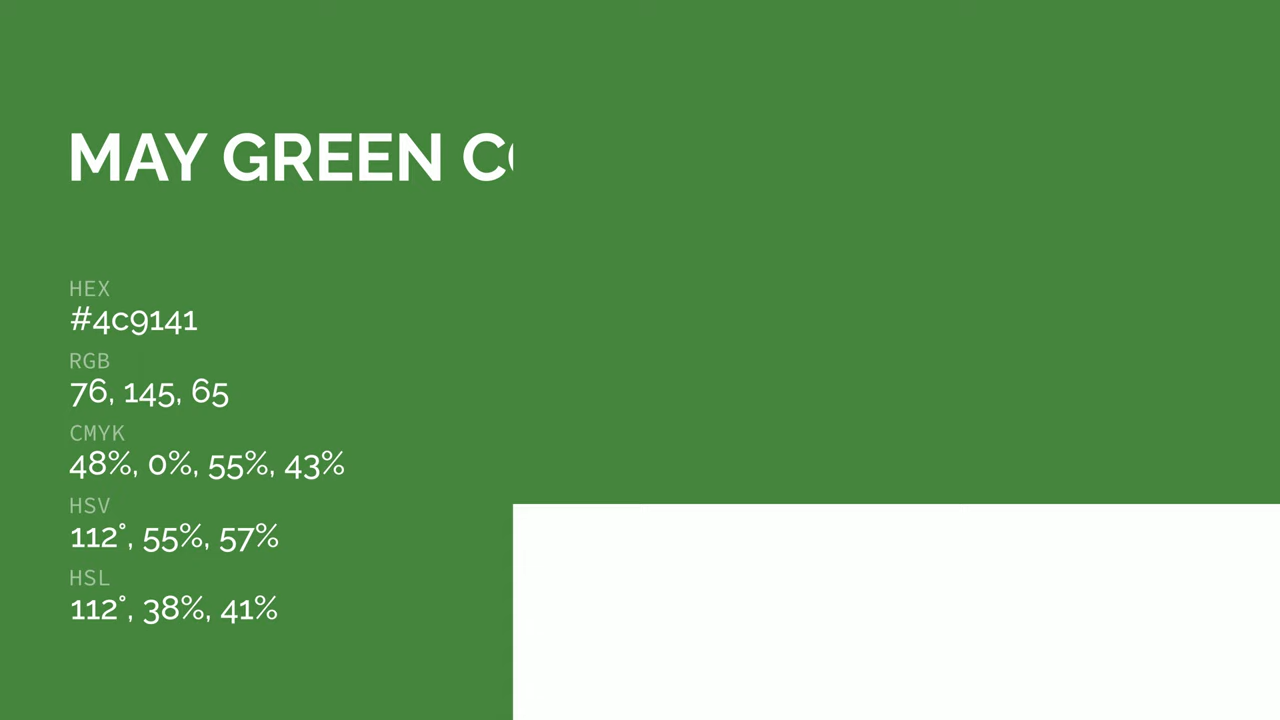 MAY GREEN C
HEX
#4c9141
RGB
76, 145, 65
CMYK
48%, 0%, 55%, 43%
HSV
112°, 55%, 57%
HSL
112°, 38%, 41%